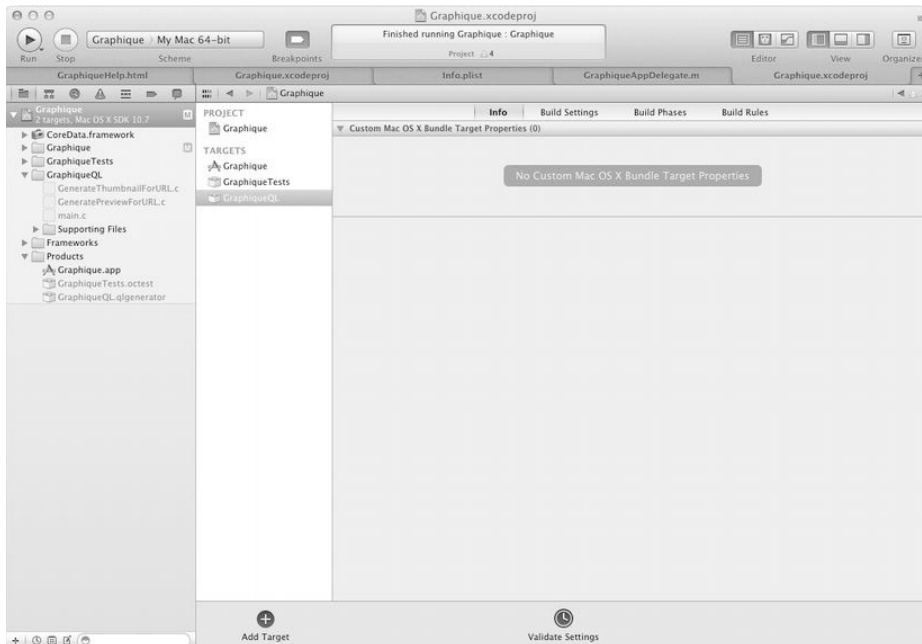 Graphique.xcodeproj
Run
Stop
Graphique
My Mac 64-bit
Scheme
Breakpoints
Finished running Graphique : Graphique
Project 4
Editor
View
Organize
GraphiqueHelp.html
Graphique.xcodeproj
Info.plist
GraphiqueAppDelegate.m
Graphique.xcodeproj
Graphique
Graphique
2 targets, Mac OS X SDK 10.7
M
CoreData.framework
Graphique
GraphiqueTests
GraphiqueQL
GenerateThumbnailForURL.c
GeneratePreviewForURL.c
main.c
Supporting Files
Frameworks
Products
Graphique.app
GraphiqueTests.octest
GraphiqueQL.qlgenerator
PROJECT
Graphique
TARGETS
Graphique
GraphiqueTests
GraphiqueQL
Info
Build Settings
Build Phases
Build Rules
Custom Mac OS X Bundle Target Properties (0)
No Custom Mac OS X Bundle Target Properties
Add Target
Validate Settings